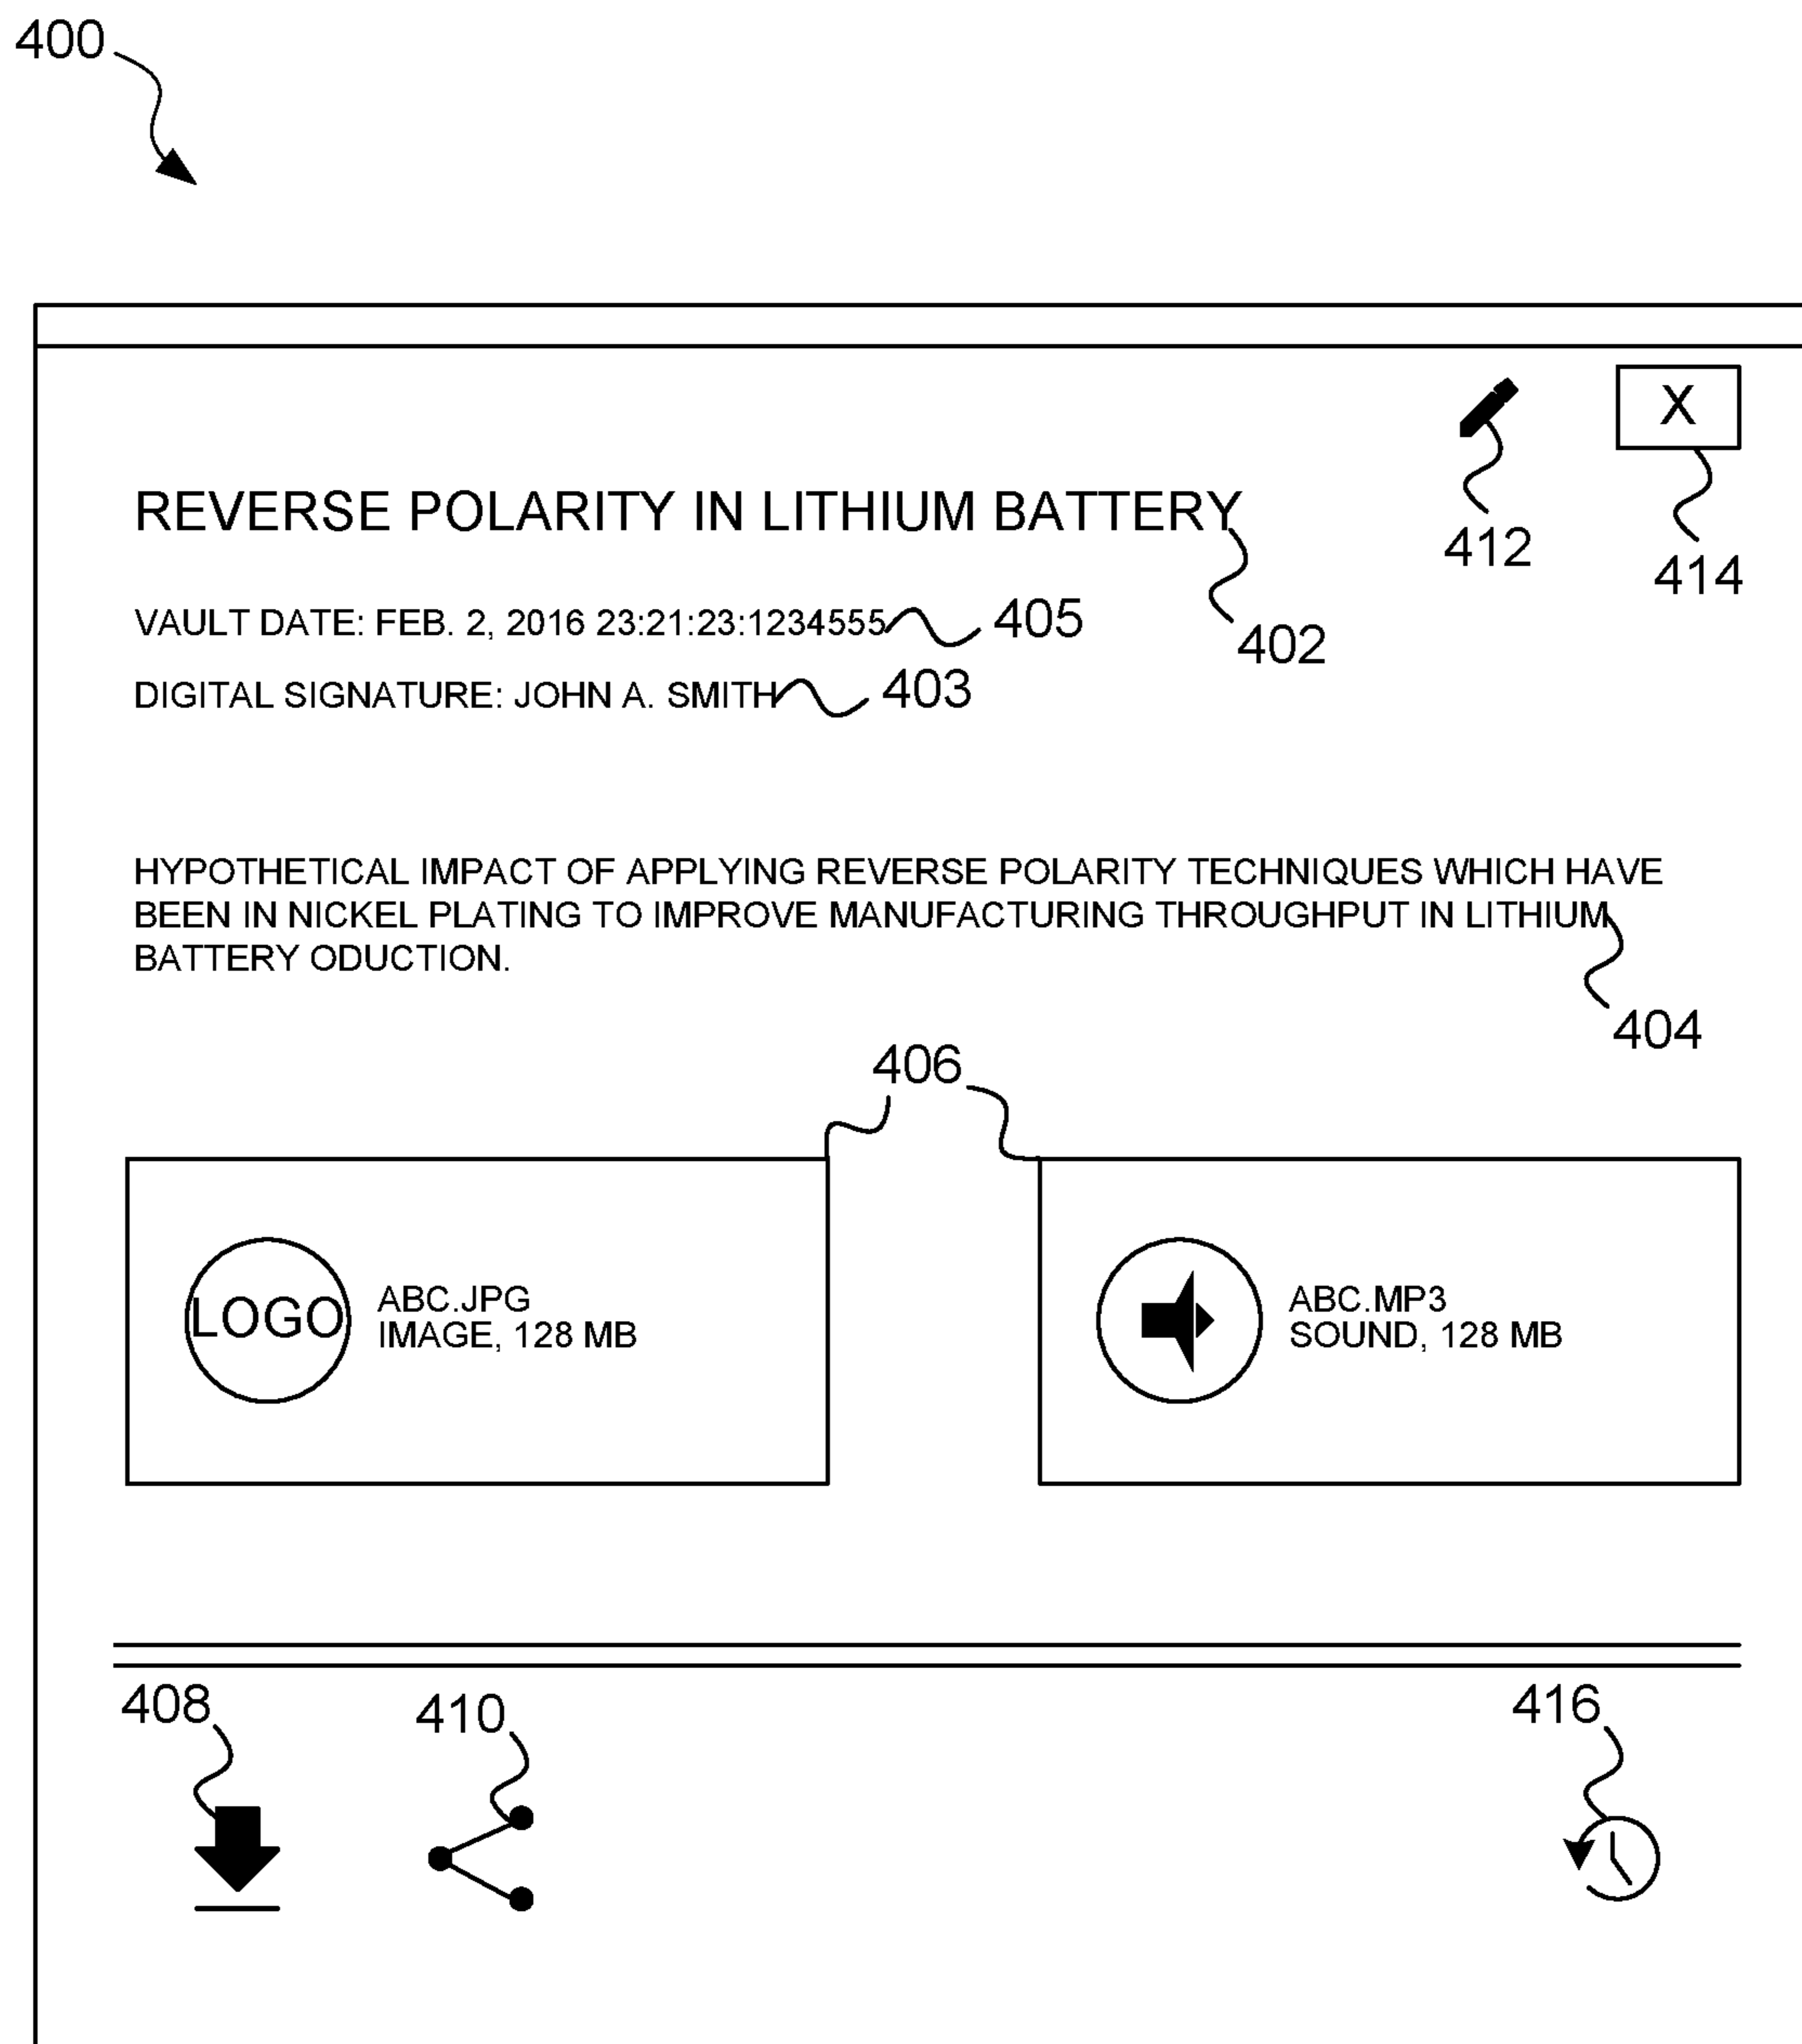 400
X
412
414
REVERSE POLARITY IN LITHIUM BATTERY
402
VAULT DATE: FEB. 2, 2016 23:21:23:1234555
405
DIGITAL SIGNATURE: JOHN A. SMITH
403
HYPOTHETICAL IMPACT OF APPLYING REVERSE POLARITY TECHNIQUES WHICH HAVE
BEEN IN NICKEL PLATING TO IMPROVE MANUFACTURING THROUGHPUT IN LITHIUM
BATTERY ODUCTION.
404
406
LOGO
ABC.JPG
IMAGE, 128 MB
ABC.MP3
SOUND, 128 MB
408
410
416